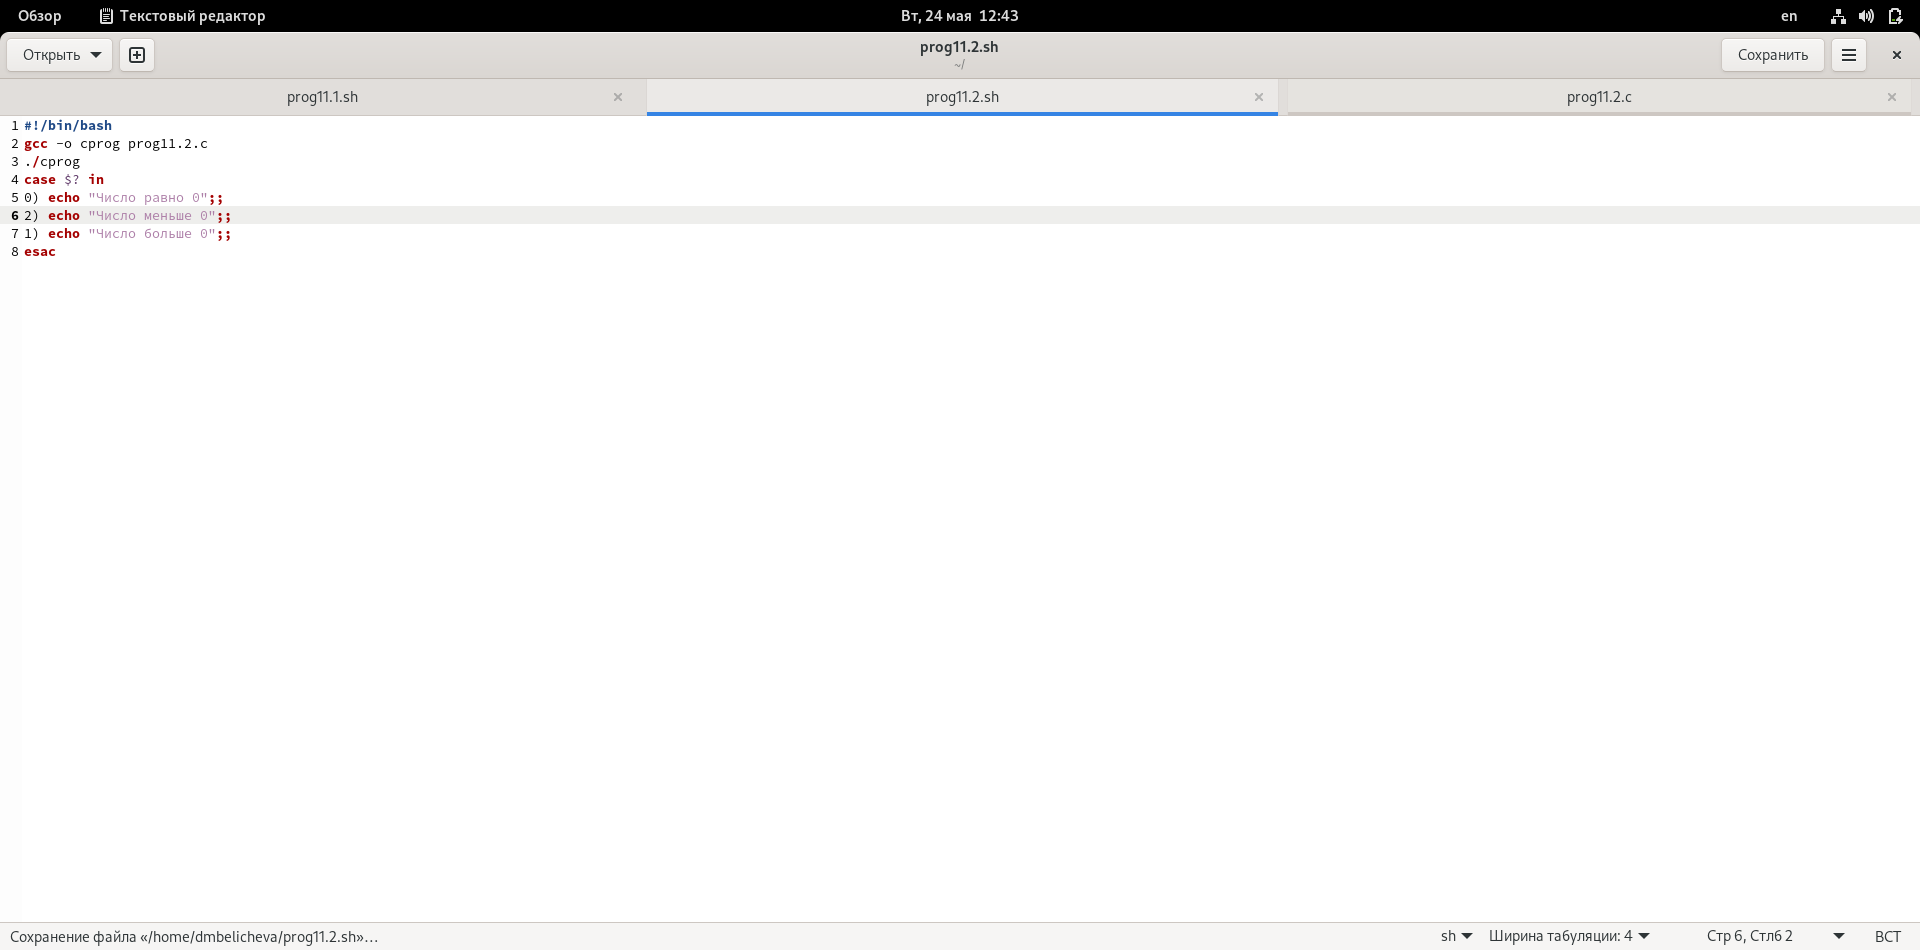 Обзор Текстовый редактор Вт, 24 мая 12:43 en
Открыть prog11.2.sh Сохранить
~/
prog11.1.sh prog11.2.sh prog11.2.c
1 #!/bin/bash
2 gcc -o cprog prog11.2.c
3 ./cprog
4 case $? in
5 0) echo "Число равно 0";;
6 2) echo "Число меньше 0";;
7 1) echo "Число больше 0";;
8 esac
Сохранение файла «/home/dmbelicheva/prog11.2.sh»… sh Ширина табуляции: 4 Стр 6, Стлб 2 ВСТ